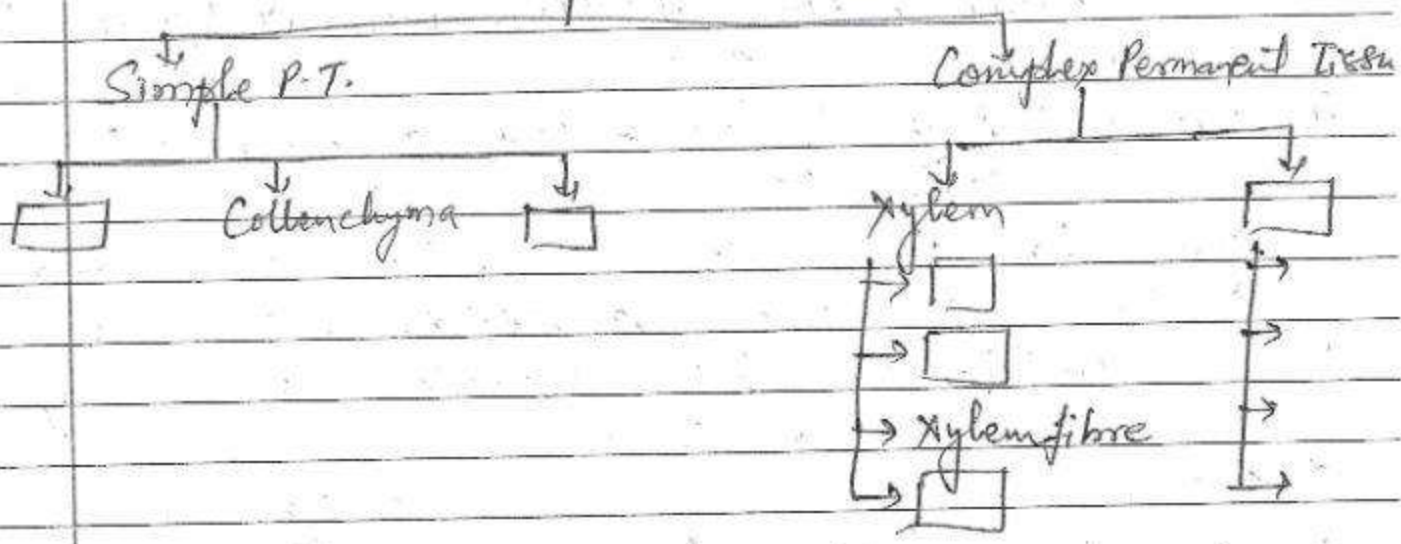 Simple P.T.
Complex Permanent Tissu
Collenchyma
Xylem
Xylem fibre